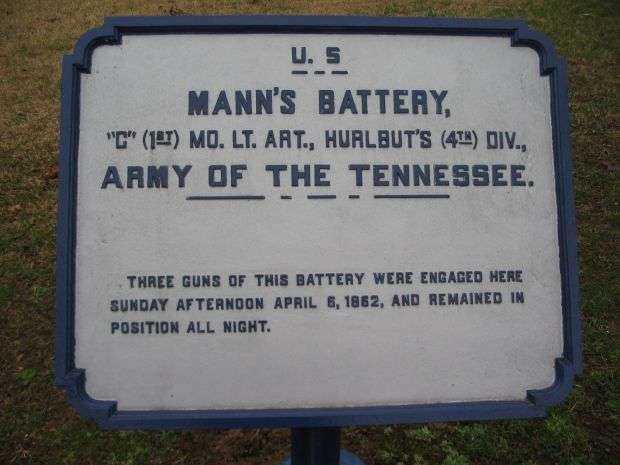 U. S
MANN'S BATTERY,
"C" (1ST) MO. LT. ART., HURLBUT'S (4TH) DIV.,
ARMY OF THE TENNESSEE.
THREE GUNS OF THIS BATTERY WERE ENGAGED HERE
SUNDAY AFTERNOON APRIL 6, 1862, AND REMAINED IN
POSITION ALL NIGHT.